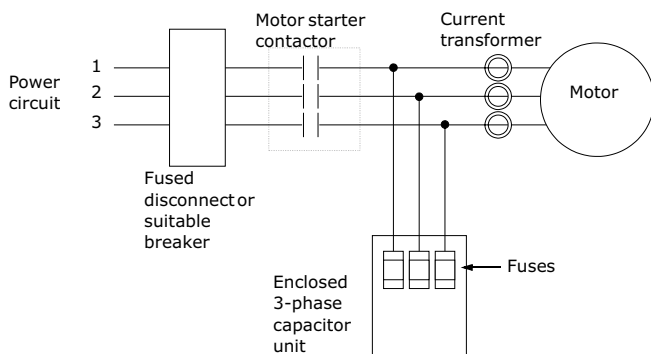 Motor starter
contactor
Current
transformer
Power
circuit
1
2
3
Motor
Fused
disconnect or
suitable
breaker
Enclosed
3-phase
capacitor
unit
Fuses